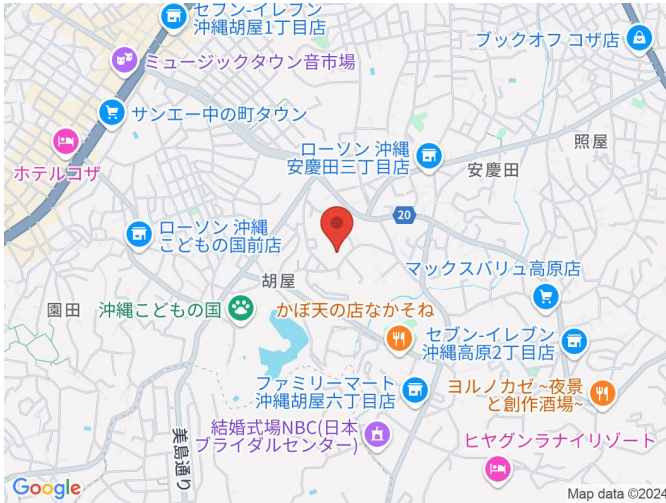 セブン-イレブン
沖縄胡屋1丁目店
ブックオフ コザ店
ミュージックタウン音市場
サンエー中の町タウン
ローソン 沖縄
安慶田三丁目店
照屋
安慶田
ホテルコザ
20
ローソン 沖縄
こどもの国前店
マックスバリュ高原店
胡屋
園田
沖縄こどもの国
かぼ天の店なかそね
セブン-イレブン
沖縄高原2丁目店
ファミリーマート
沖縄胡屋六丁目店
ヨルノカゼ ~夜景
と創作酒場~
結婚式場NBC(日本
ブライダルセンター)
美島通り
ヒヤグンラナイリゾート
Google
Map data ©2024